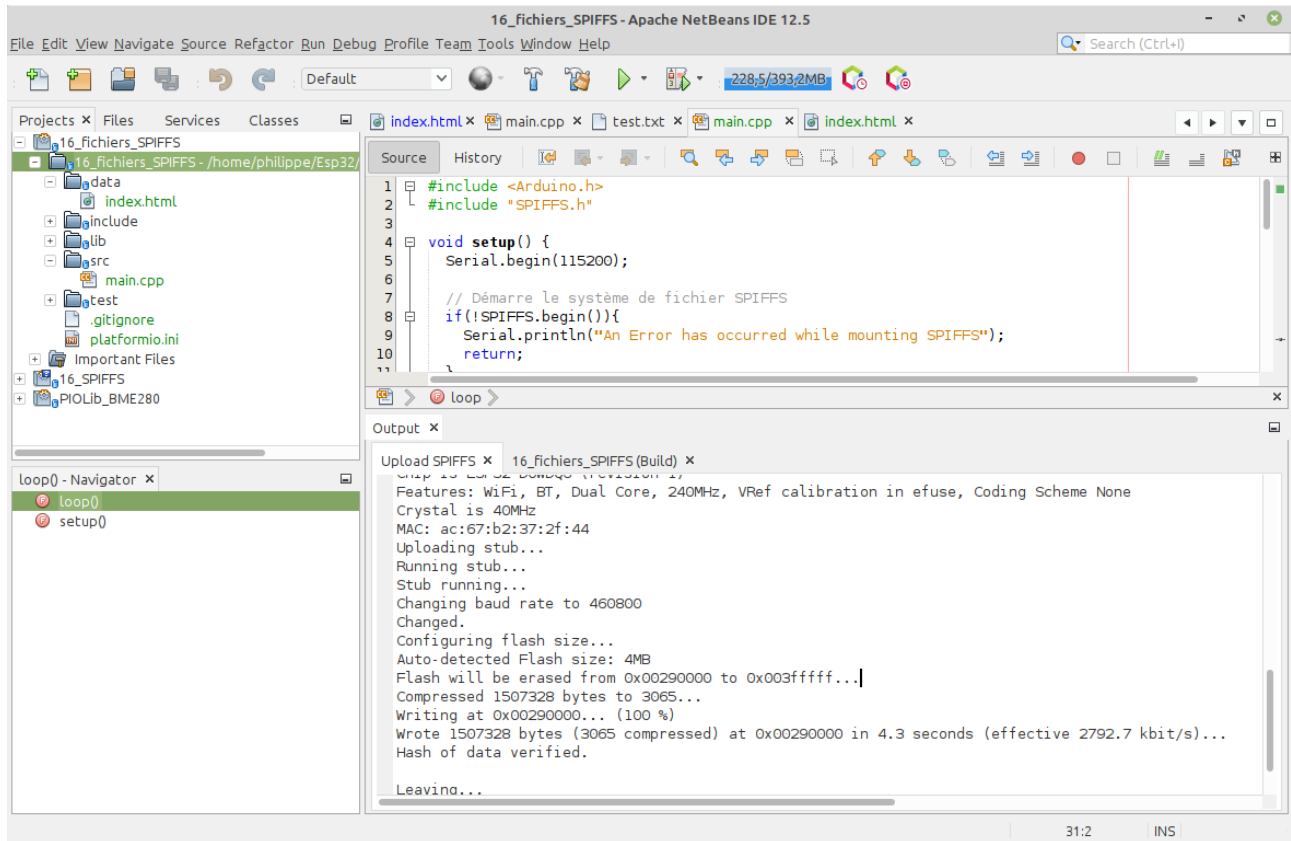 16_fichiers_SPIFFS - Apache NetBeans IDE 12.5
File Edit View Navigate Source Refactor Run Debug Profile Team Tools Window Help
Search (Ctrl+I)
Default
228,5/393,2MB
Projects Files Services Classes
index.html main.cpp test.txt main.cpp index.html
16_fichiers_SPIFFS
16_fichiers_SPIFFS - /home/philippe/Esp32/
data
index.html
include
lib
src
main.cpp
test
.gitignore
platformio.ini
Important Files
16_SPIFFS
PIOLib_BME280
Source History
1 #include <Arduino.h>
2 #include "SPIFFS.h"
3
4 void setup() {
5 Serial.begin(115200);
6
7 // Démarre le système de fichier SPIFFS
8 if(!SPIFFS.begin()){
9 Serial.println("An Error has occurred while mounting SPIFFS");
10 return;
11 }
loop
loop() - Navigator
loop()
setup()
Output
Upload SPIFFS 16_fichiers_SPIFFS (Build)
Chip is ESP32-D0WDQ6 (revision 1)
Features: WiFi, BT, Dual Core, 240MHz, VRef calibration in efuse, Coding Scheme None
Crystal is 40MHz
MAC: ac:67:b2:37:2f:44
Uploading stub...
Running stub...
Stub running...
Changing baud rate to 460800
Changed.
Configuring flash size...
Auto-detected Flash size: 4MB
Flash will be erased from 0x00290000 to 0x003fffff...
Compressed 1507328 bytes to 3065...
Writing at 0x00290000... (100 %)
Wrote 1507328 bytes (3065 compressed) at 0x00290000 in 4.3 seconds (effective 2792.7 kbit/s)...
Hash of data verified.
Leaving...
31:2 INS